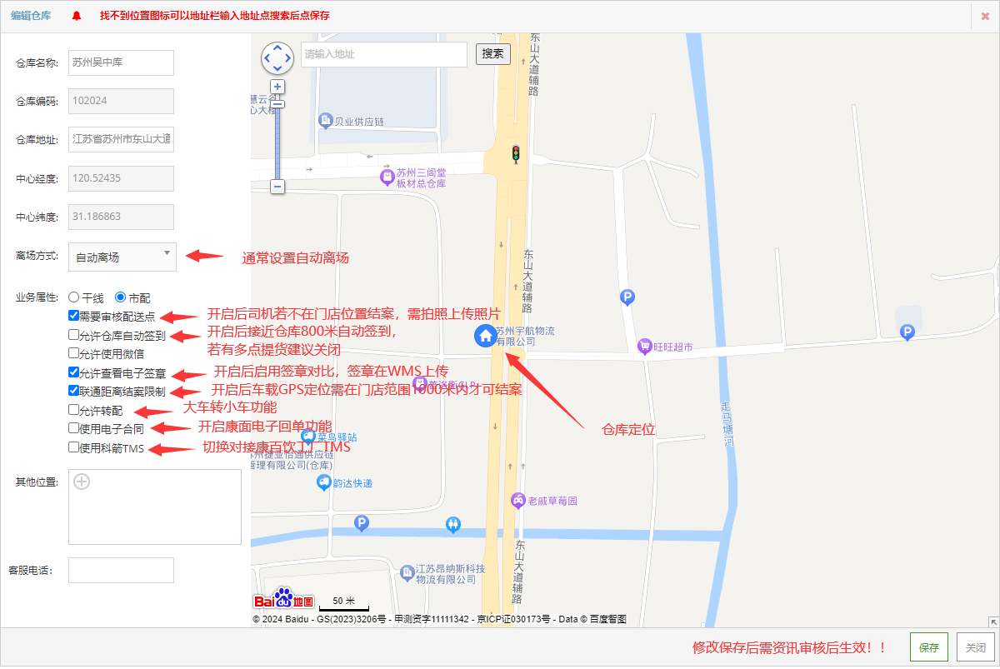 编辑仓库
找不到位置图标可以地址栏输入地址点搜索后点保存
仓库名称:
苏州吴中库
仓库编码:
102024
仓库地址:
江苏省苏州市东山大道
中心经度:
120.52435
中心纬度:
31.186863
离场方式:
自动离场
通常设置自动离场
业务属性:
干线
市配
需要审核配送点
开启后司机若不在门店位置结案，需拍照上传照片
允许仓库自动签到
开启后接近仓库800米自动签到，
若有多点提货建议关闭
允许使用微信
允许查看电子签章
开启后启用签章对比，签章在WMS上传
联通距离结案限制
开启后车载GPS定位需在门店范围1000米内才可结案
允许转配
大车转小车功能
使用电子合同
开启康面电子回单功能
使用科箭TMS
切换对接康百饮工厂TMS
其他位置:
客服电话:
请输入地址
搜索
东山大道辅路
慧云谷
心大楼
贝业供应链
苏州三阎堂
板材总仓库
东山大道辅路
P
苏州宇航物流
有限公司
旺旺超市
P
普洛斯GLP
仓库定位
走马塘河
菜鸟驿站
苏州捷亚怡通供应链
管理有限公司(仓库)
韵达快递
老戚草莓园
P
东山大道辅路
江苏昂纳斯科技
物流有限公司
Bai du 地图
50 米
© 2024 Baidu - GS(2023)3206号 - 甲测资字11111342 - 京ICP证030173号 - Data © 百度智图
修改保存后需资讯审核后生效！！
保存
关闭